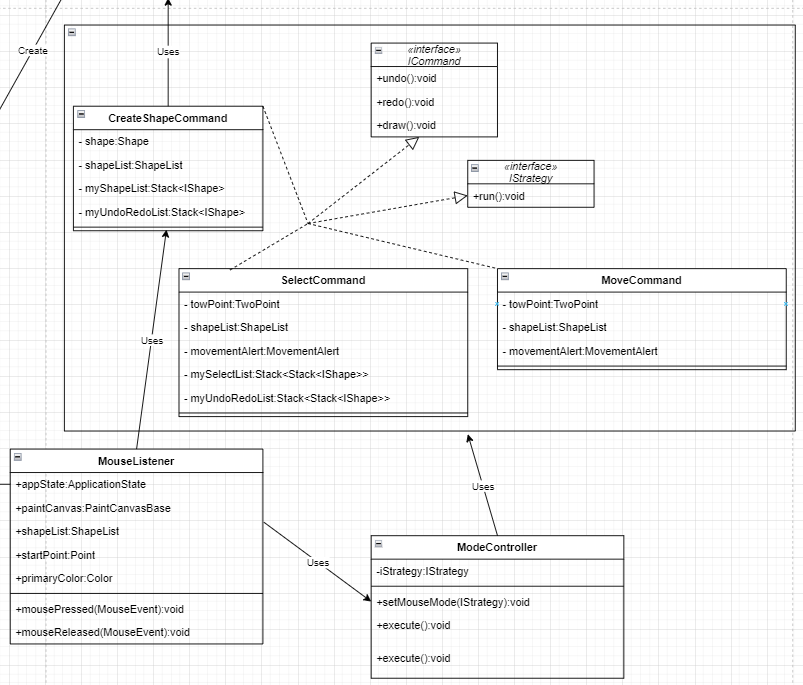 Create
Uses
«interface»
ICommand
+undo():void
+redo():void
+draw():void
CreateShapeCommand
- shape:Shape
- shapeList:ShapeList
- myShapeList:Stack<IShape>
- myUndoRedoList:Stack<IShape>
«interface»
IStrategy
+run():void
SelectCommand
- towPoint:TwoPoint
- shapeList:ShapeList
- movementAlert:MovementAlert
- mySelectList:Stack<Stack<IShape>>
- myUndoRedoList:Stack<Stack<IShape>>
MoveCommand
- towPoint:TwoPoint
- shapeList:ShapeList
- movementAlert:MovementAlert
Uses
MouseListener
+appState:ApplicationState
+paintCanvas:PaintCanvasBase
+shapeList:ShapeList
+startPoint:Point
+primaryColor:Color
+mousePressed(MouseEvent):void
+mouseReleased(MouseEvent):void
Uses
Uses
ModeController
-iStrategy:IStrategy
+setMouseMode(IStrategy):void
+execute():void
+execute():void